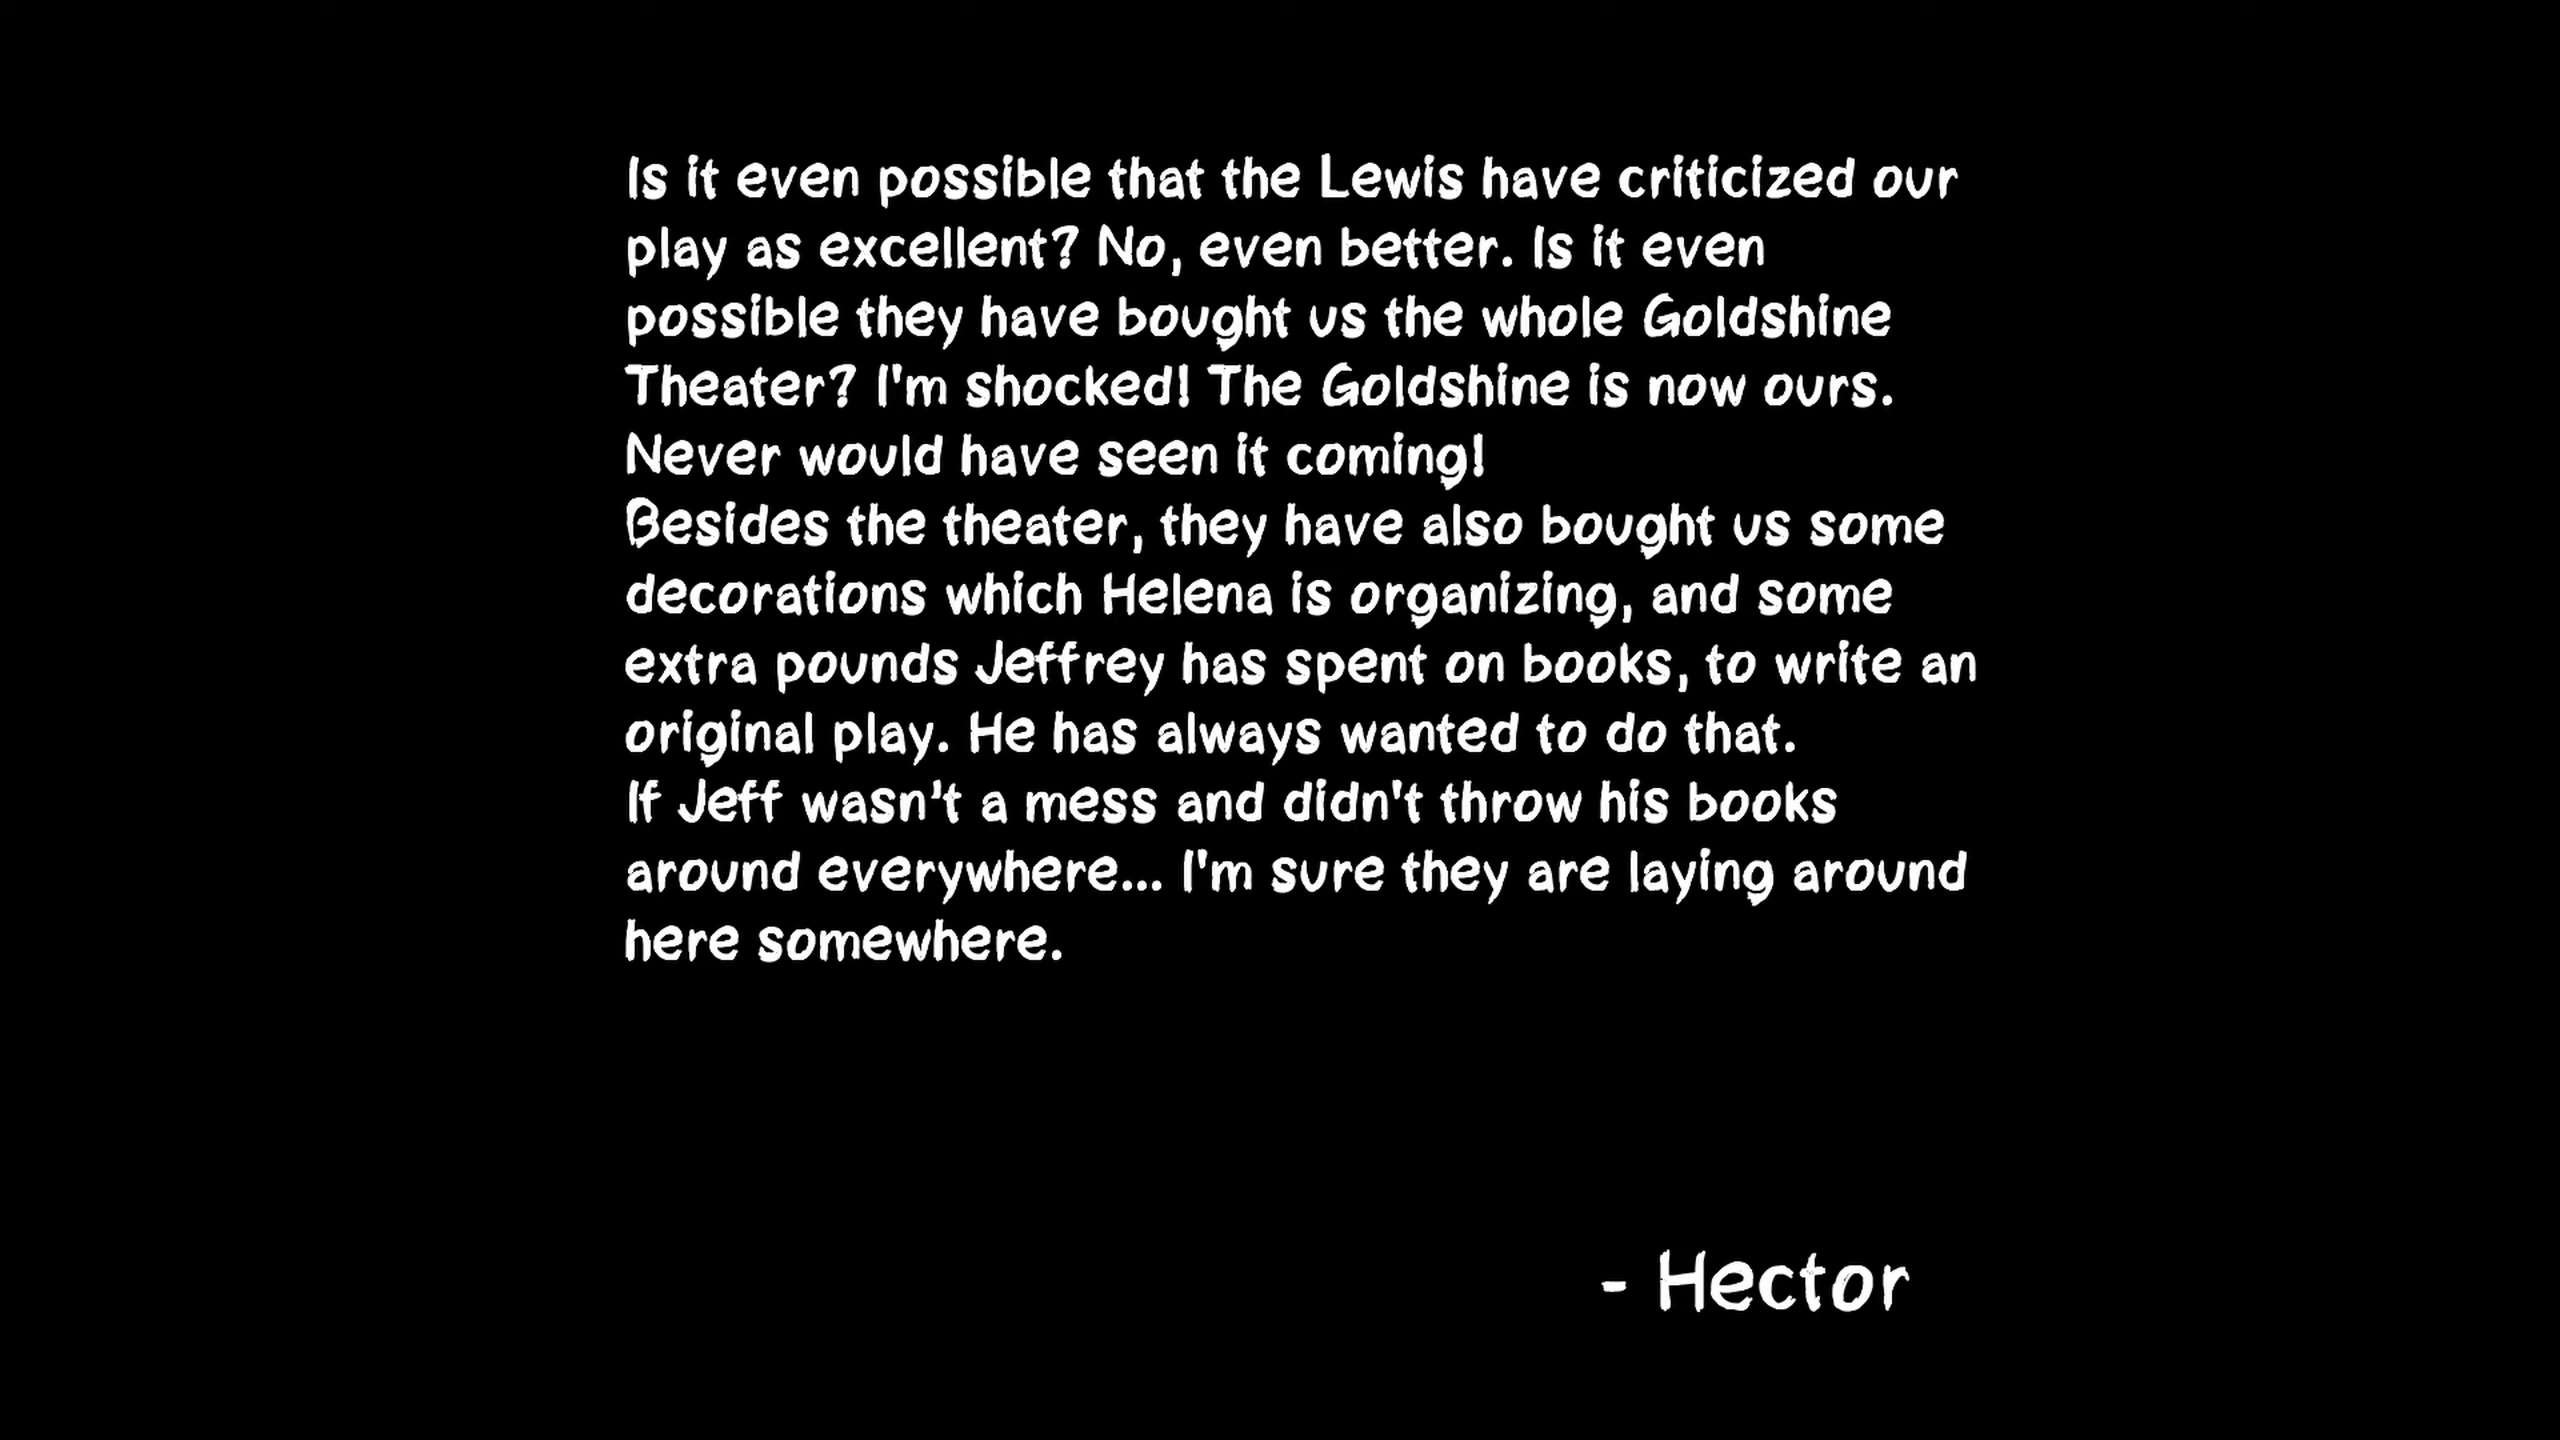 Is it even possible that the Lewis have criticized our
play as excellent? No, even better. Is it even
possible they have bought us the whole Goldshine
Theater? I'm shocked! The Goldshine is now ours.
Never would have seen it coming!
Besides the theater, they have also bought us some
decorations which Helena is organizing, and some
extra pounds Jeffrey has spent on books, to write an
original play. He has always wanted to do that.
If Jeff wasn't a mess and didn't throw his books
around everywhere... I'm sure they are laying around
here somewhere.
- Hector